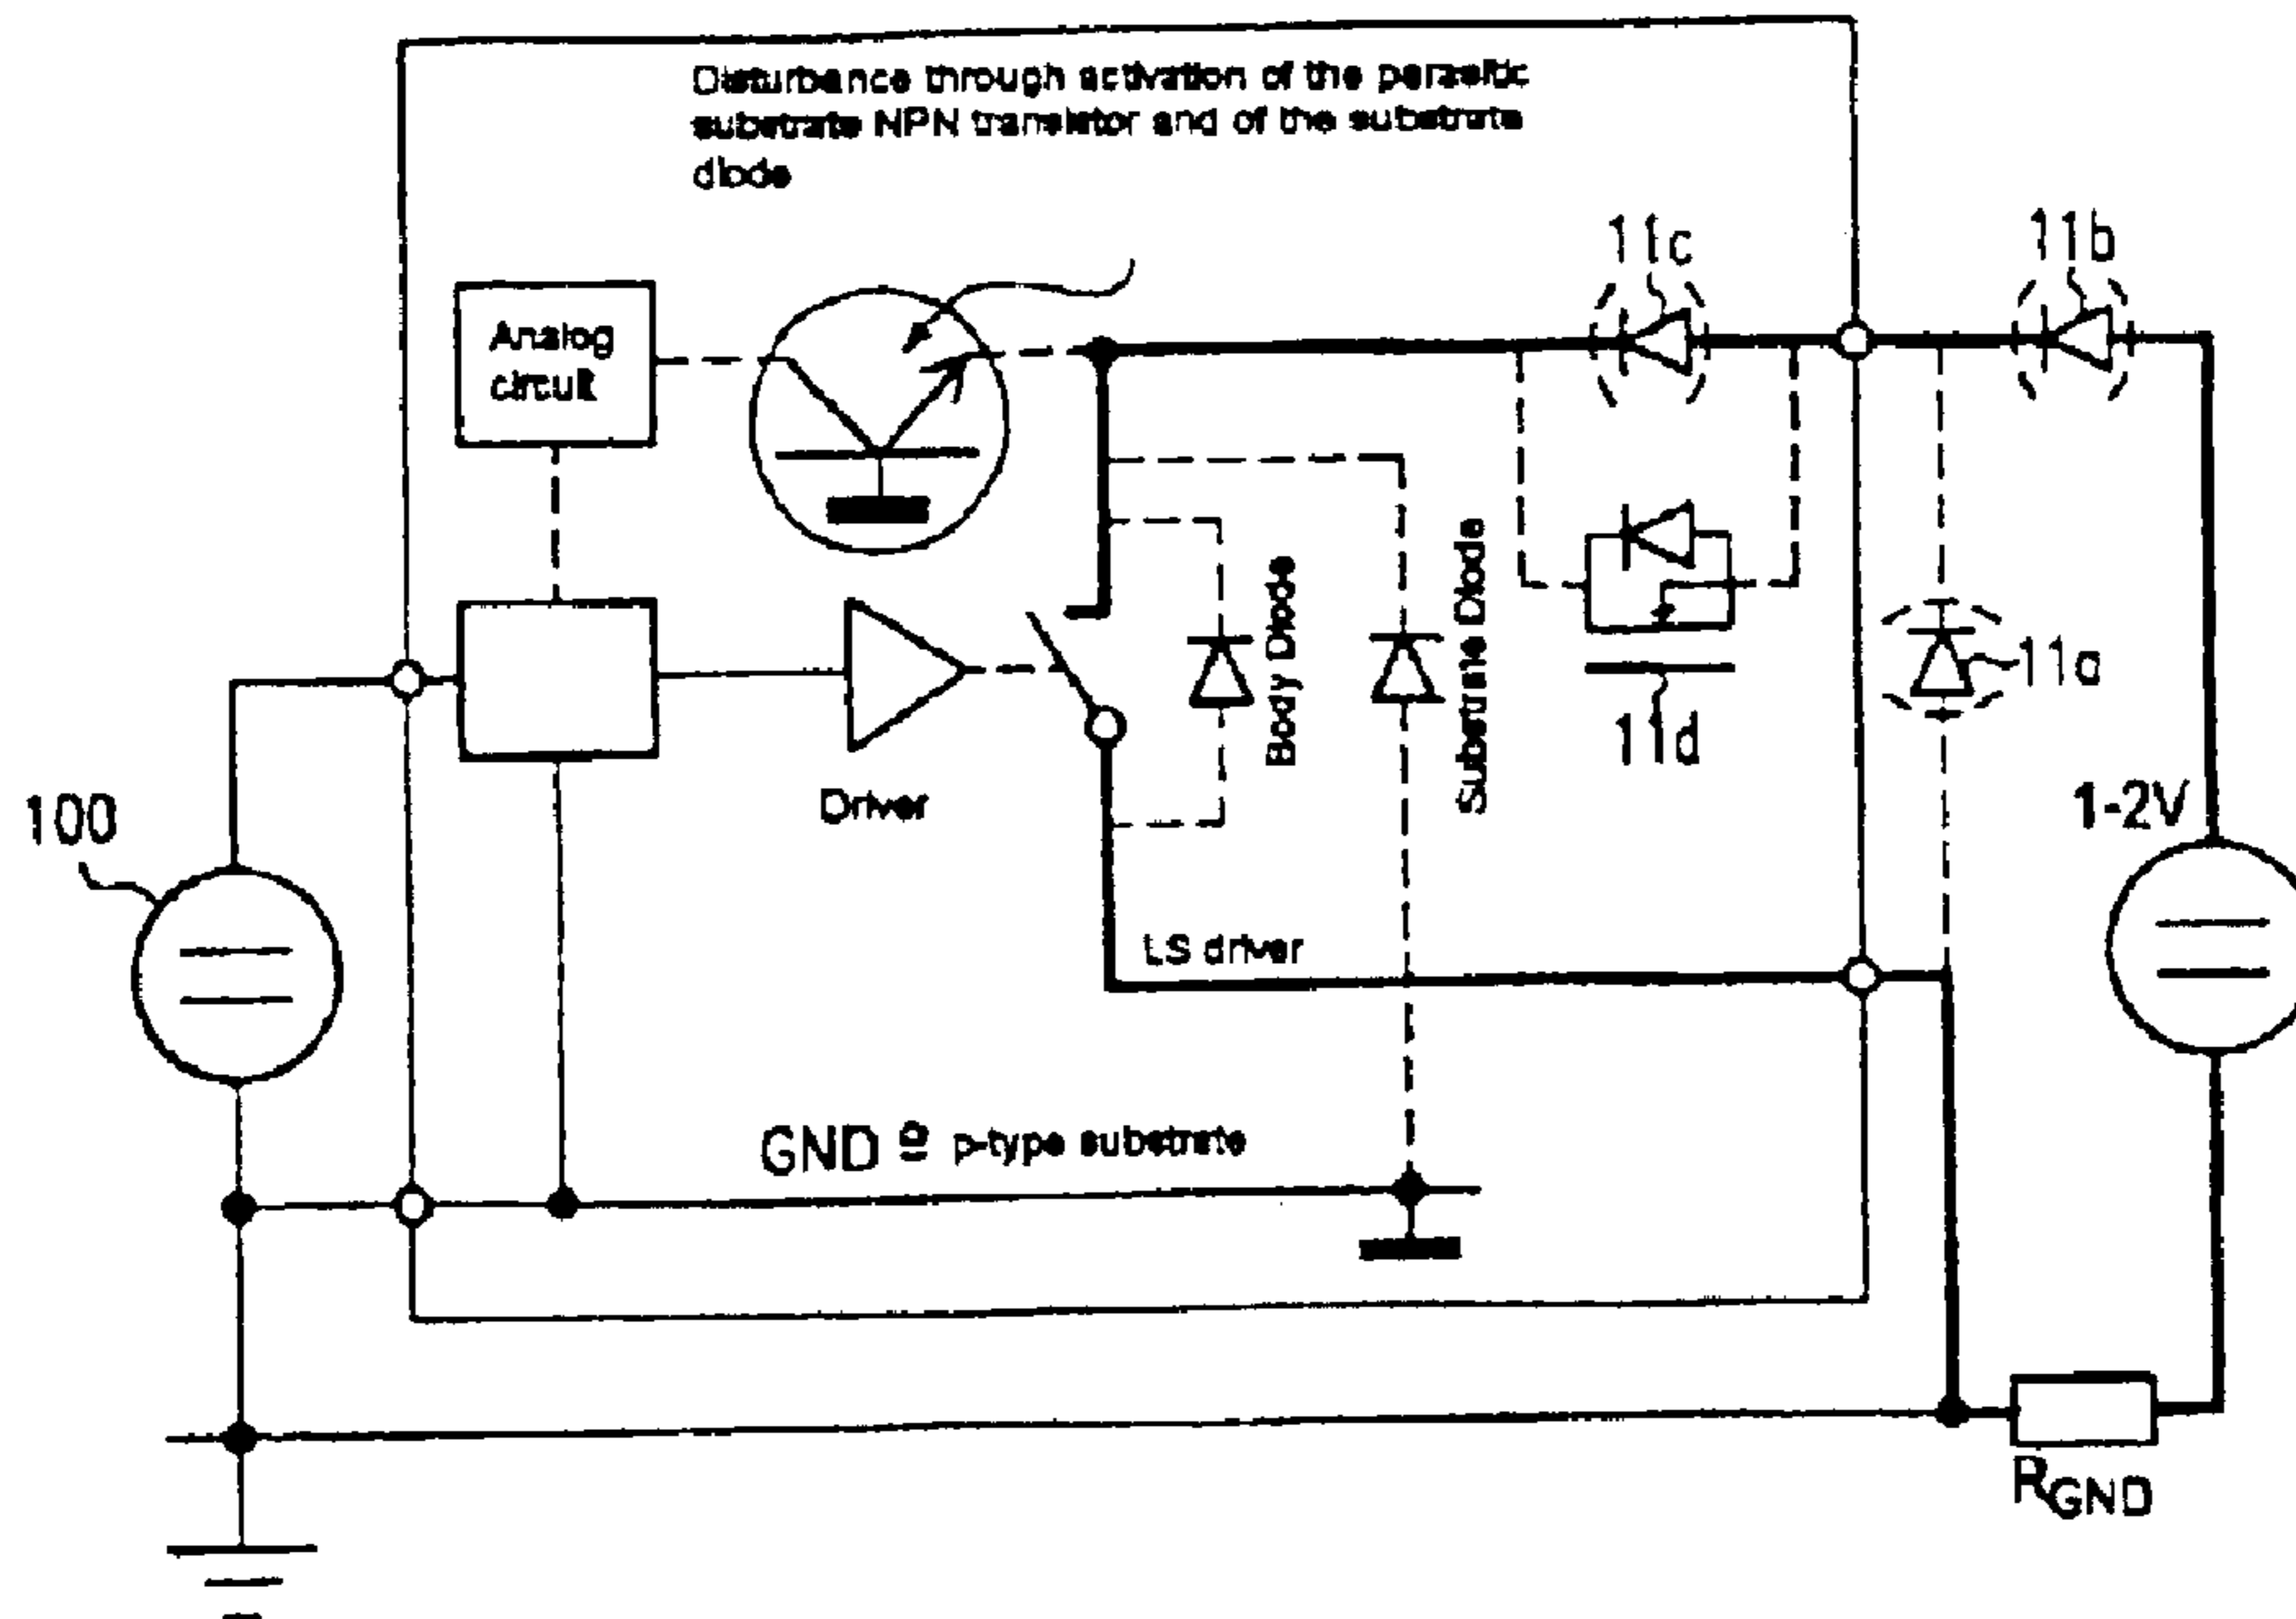 Disturbance through activation of the parasitic
substrate NPN transistor and of the substrate
diode
11c
11b
Analog
circuit
Body Diode
Substrate Diode
11a
11d
1-2V
100
Driver
LS driver
GND ≙ p-type substrate
RGND